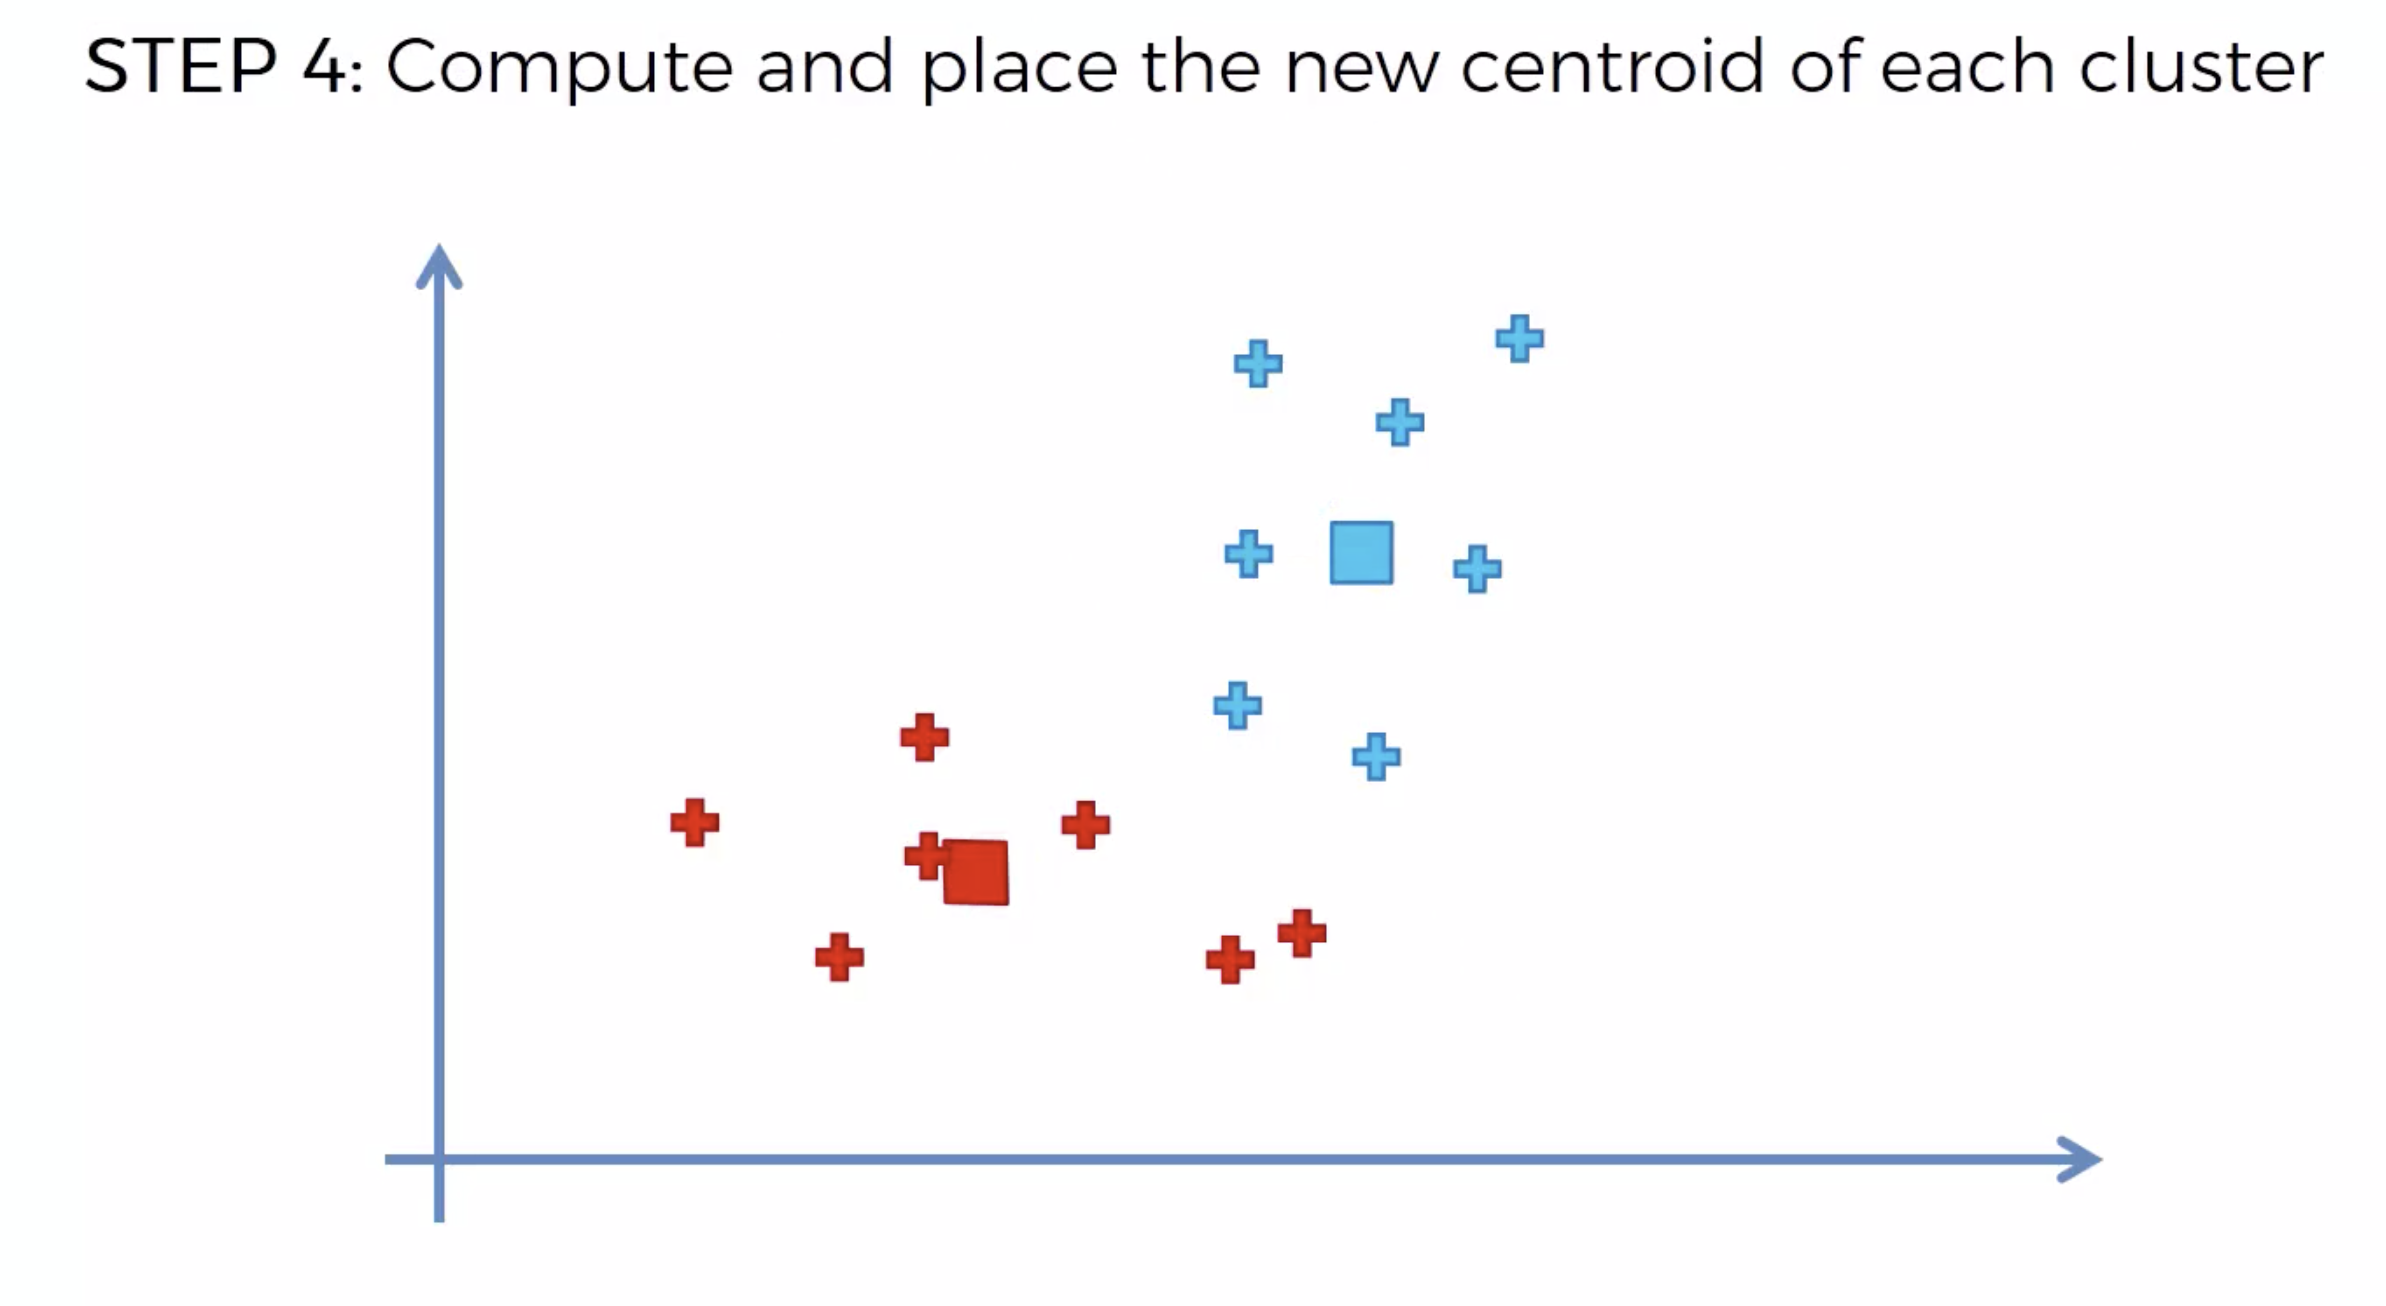 STEP 4: Compute and place the new centroid of each cluster